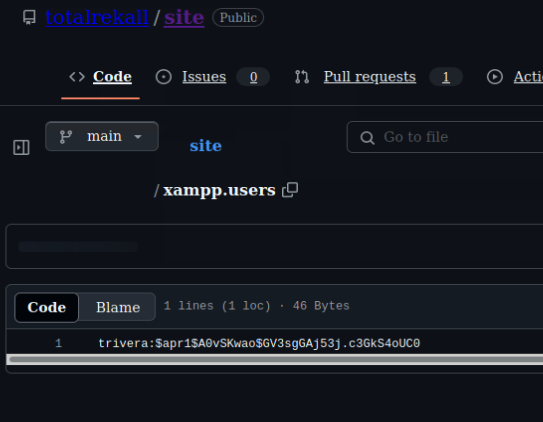 totalrekall / site Public
Code Issues 0 Pull requests 1 Acti
main site Go to file
/ xampp.users
Code Blame 1 lines (1 loc) · 46 Bytes
1 trivera:$apr1$A0vSKwao$GV3sgGAj53j.c3GkS4oUC0